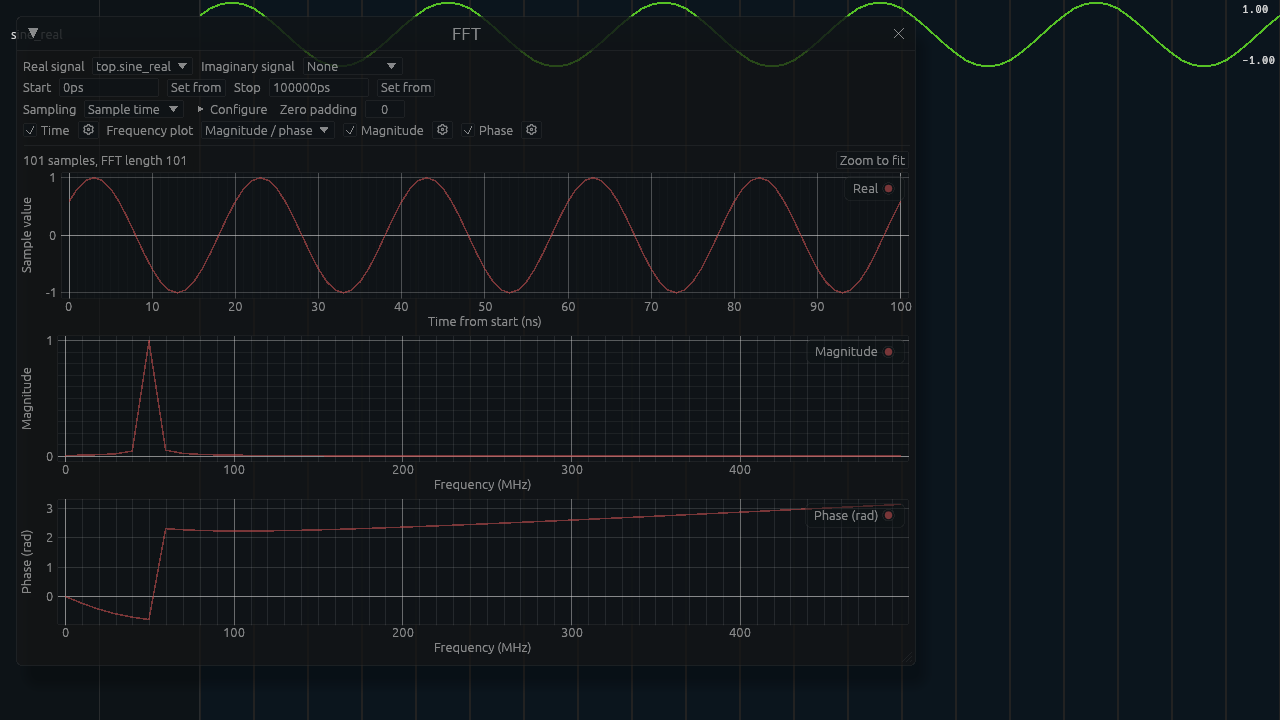 1.00
sine_real
FFT
-1.00
Real signal top.sine_real Imaginary signal None
Start 0ps Set from Stop 100000ps Set from
Sampling Sample time Configure Zero padding 0
Time Frequency plot Magnitude / phase Magnitude Phase
101 samples, FFT length 101 Zoom to fit
1
Real
Sample value
0
-1
0 10 20 30 40 50 60 70 80 90 100
Time from start (ns)
1
Magnitude
Magnitude
0
0 100 200 300 400
Frequency (MHz)
3
Phase (rad)
2
Phase (rad)
1
0
0 100 200 300 400
Frequency (MHz)